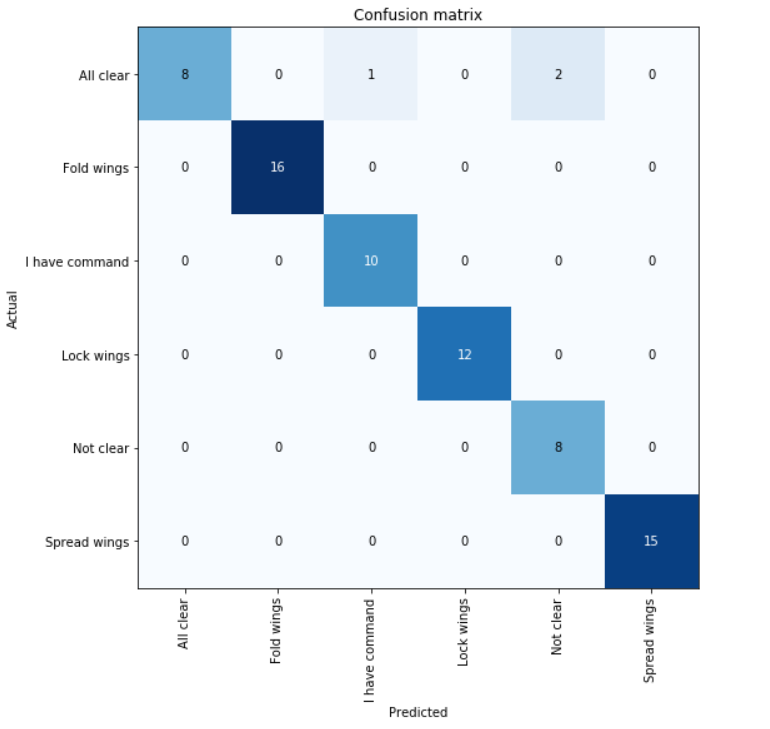 Confusion matrix
All clear 8 0 1 0 2 0
Fold wings 0 16 0 0 0 0
I have command 0 0 10 0 0 0
Lock wings 0 0 0 12 0 0
Not clear 0 0 0 0 8 0
Spread wings 0 0 0 0 0 15
Actual
All clear
Fold wings
I have command
Lock wings
Not clear
Spread wings
Predicted